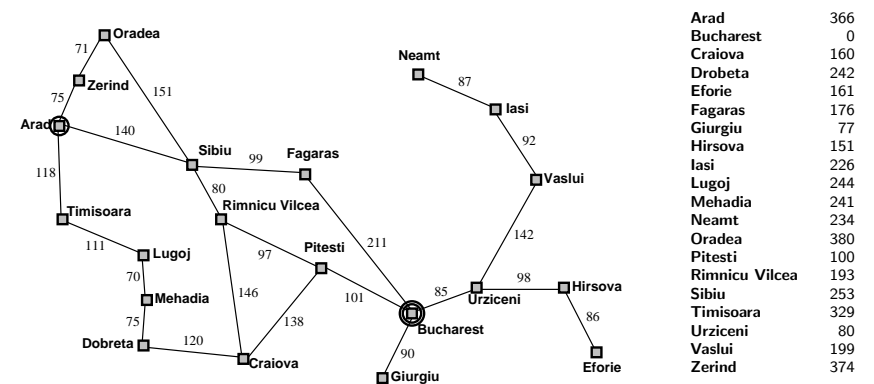 Oradea
71
Neamt
Zerind
87
75
151
Iasi
Arad
140
92
Sibiu
99
Fagaras
118
80
Vaslui
Timisoara
Rimnicu Vilcea
111
Lugoj
97
Pitesti
211
142
70
146
101
85
98
Hirsova
Mehadia
Urziceni
75
138
86
120
Bucharest
Dobreta
90
Craiova
Eforie
Giurgiu
Arad 366
Bucharest 0
Craiova 160
Drobeta 242
Eforie 161
Fagaras 176
Giurgiu 77
Hirsova 151
Iasi 226
Lugoj 244
Mehadia 241
Neamt 234
Oradea 380
Pitesti 100
Rimnicu Vilcea 193
Sibiu 253
Timisoara 329
Urziceni 80
Vaslui 199
Zerind 374